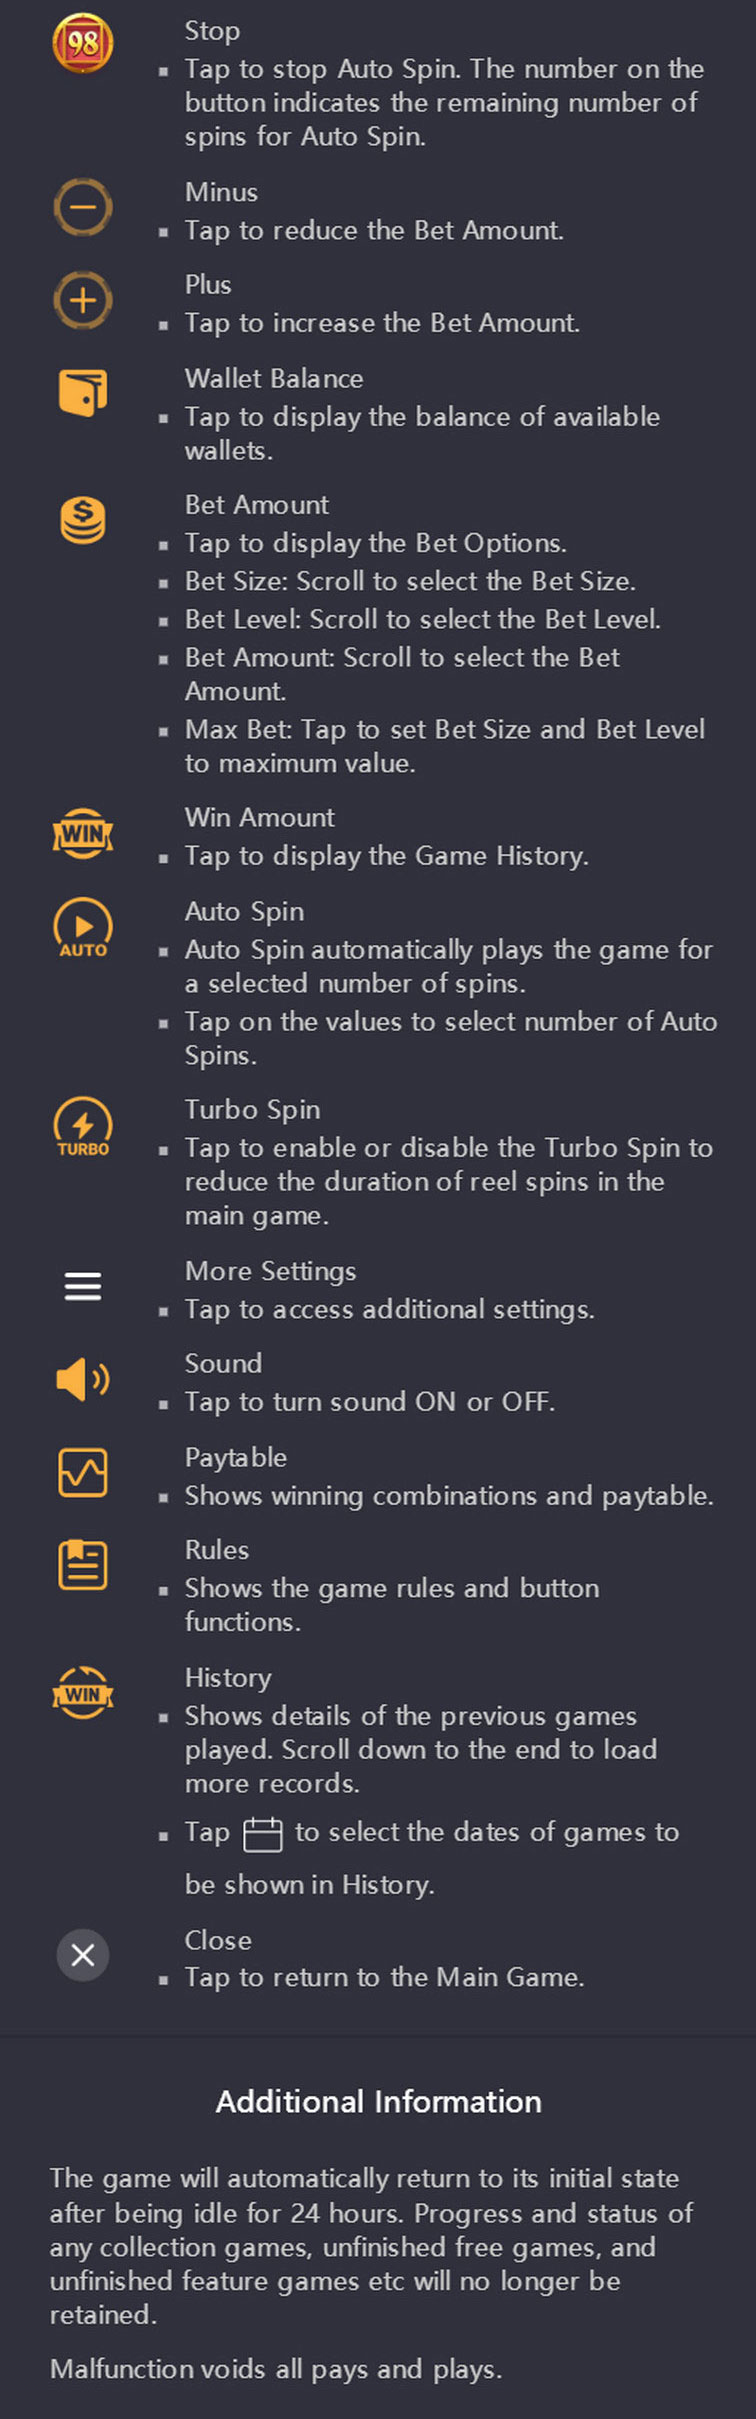 98
Stop
▪ Tap to stop Auto Spin. The number on the
button indicates the remaining number of
spins for Auto Spin.
Minus
▪ Tap to reduce the Bet Amount.
Plus
▪ Tap to increase the Bet Amount.
Wallet Balance
▪ Tap to display the balance of available
wallets.
$
Bet Amount
▪ Tap to display the Bet Options.
▪ Bet Size: Scroll to select the Bet Size.
▪ Bet Level: Scroll to select the Bet Level.
▪ Bet Amount: Scroll to select the Bet
Amount.
▪ Max Bet: Tap to set Bet Size and Bet Level
to maximum value.
WIN
Win Amount
▪ Tap to display the Game History.
AUTO
Auto Spin
▪ Auto Spin automatically plays the game for
a selected number of spins.
▪ Tap on the values to select number of Auto
Spins.
TURBO
Turbo Spin
▪ Tap to enable or disable the Turbo Spin to
reduce the duration of reel spins in the
main game.
More Settings
▪ Tap to access additional settings.
Sound
▪ Tap to turn sound ON or OFF.
Paytable
▪ Shows winning combinations and paytable.
Rules
▪ Shows the game rules and button
functions.
WIN
History
▪ Shows details of the previous games
played. Scroll down to the end to load
more records.
▪ Tap to select the dates of games to
be shown in History.
Close
▪ Tap to return to the Main Game.
Additional Information
The game will automatically return to its initial state
after being idle for 24 hours. Progress and status of
any collection games, unfinished free games, and
unfinished feature games etc will no longer be
retained.
Malfunction voids all pays and plays.